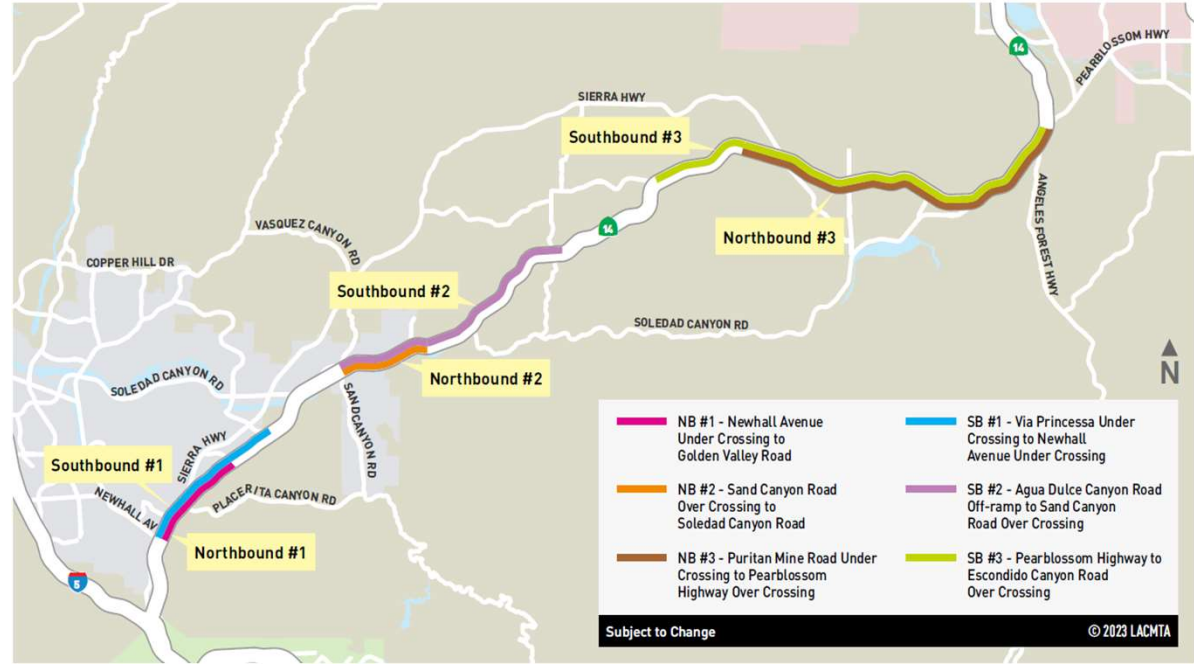 14
PEARBLOSSOM HWY
SIERRA HWY
Southbound #3
ANGELES FOREST HWY
14
Northbound #3
VASQUEZ CANYON RD
COPPER HILL DR
Southbound #2
SOLEDAD CANYON RD
Northbound #2
SOLEDAD CANYON RD
SANDCANYON RD
SIERRA HWY
Southbound #1
PLACERITA CANYON RD
NEWHALL AV
Northbound #1
5
N
NB #1 - Newhall Avenue
Under Crossing to
Golden Valley Road
NB #2 - Sand Canyon Road
Over Crossing to
Soledad Canyon Road
NB #3 - Puritan Mine Road Under
Crossing to Pearblossom
Highway Over Crossing
SB #1 - Via Princessa Under
Crossing to Newhall
Avenue Under Crossing
SB #2 - Agua Dulce Canyon Road
Off-ramp to Sand Canyon
Road Over Crossing
SB #3 - Pearblossom Highway to
Escondido Canyon Road
Over Crossing
Subject to Change
© 2023 LACMTA